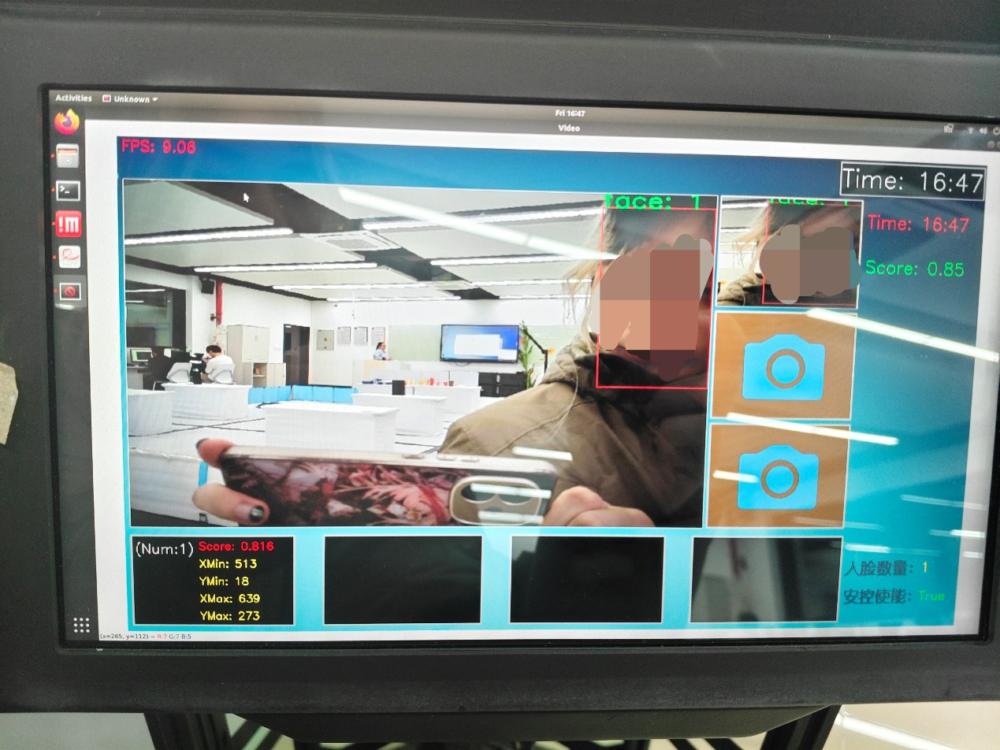 Activities
Unknown
Fri 16:47
Video
FPS: 9.06
Time: 16:47
face: 1
face: 1
Time: 16:47
Score: 0.85
(Num:1)
Score: 0.816
XMin: 513
YMin: 18
XMax: 639
YMax: 273
人脸数量: 1
安控使能: True
(x=265, y=112) ~ R:7 G:7 B:5